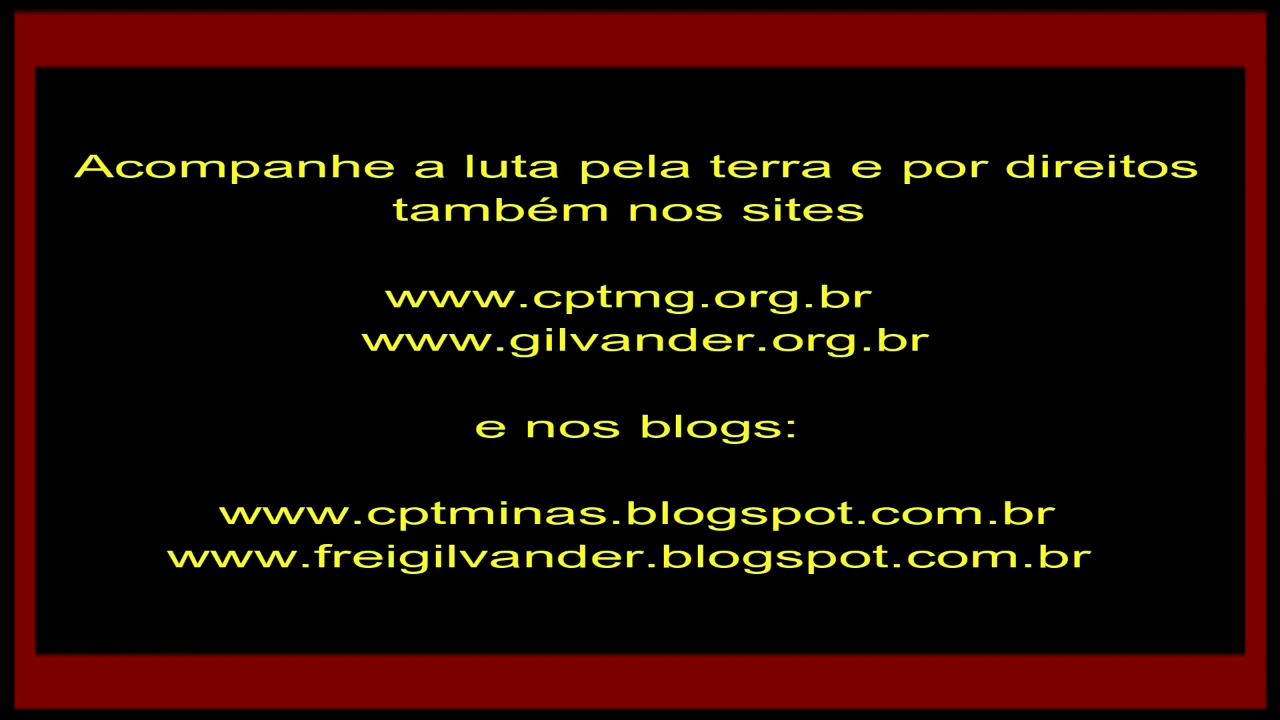 Acompanhe a luta pela terra e por direitos
também nos sites
www.cptmg.org.br
www.gilvander.org.br
e nos blogs:
www.cptminas.blogspot.com.br
www.freigilvander.blogspot.com.br